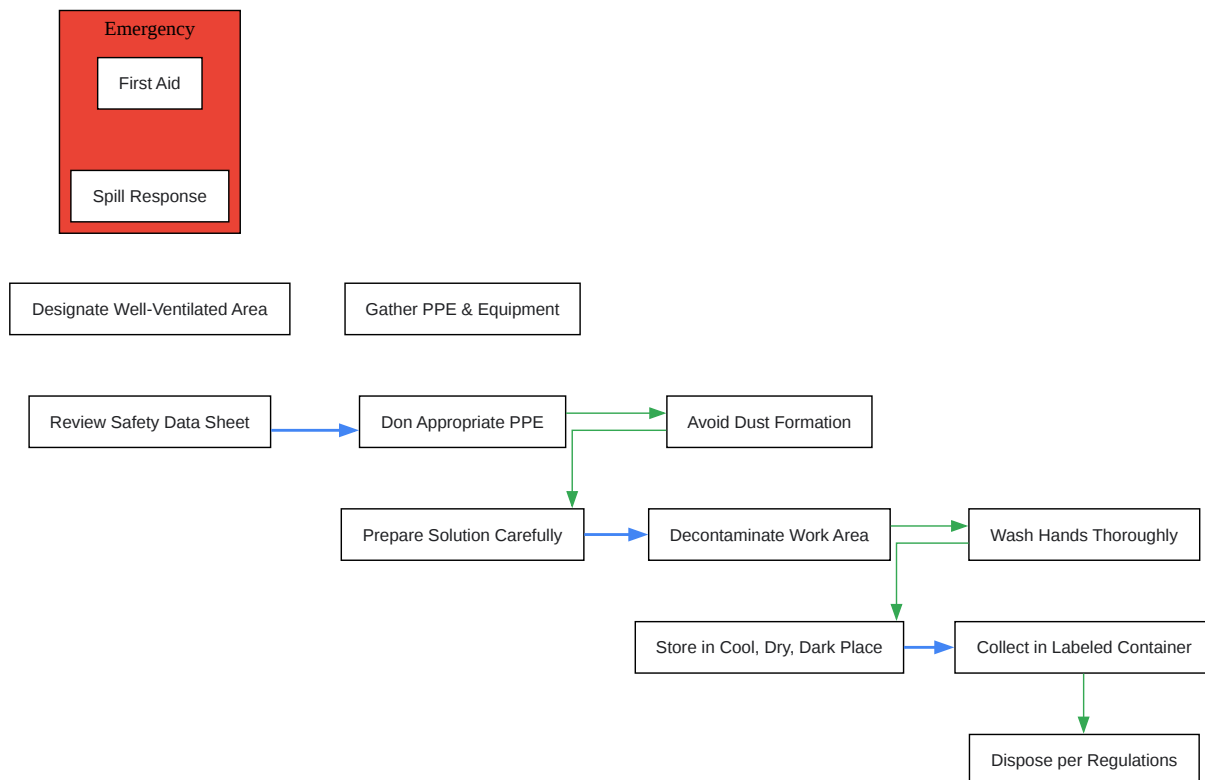 Emergency
First Aid
Spill Response
Designate Well-Ventilated Area
Gather PPE & Equipment
Review Safety Data Sheet
Don Appropriate PPE
Avoid Dust Formation
Prepare Solution Carefully
Decontaminate Work Area
Wash Hands Thoroughly
Store in Cool, Dry, Dark Place
Collect in Labeled Container
Dispose per Regulations